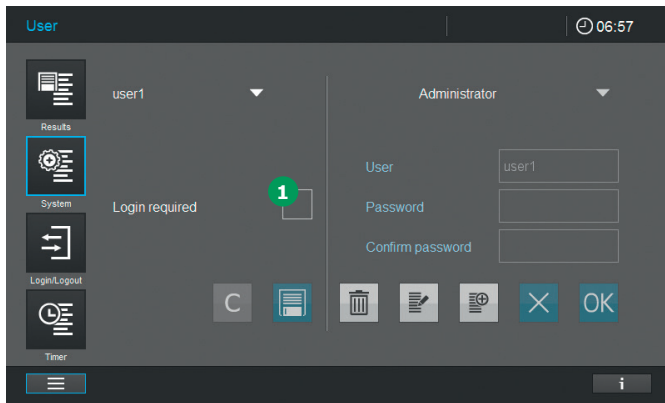 User
06:57
Results
System
Login/Logout
Timer
user1
Administrator
Login required
1
User user1
Password
Confirm password
C
OK
i